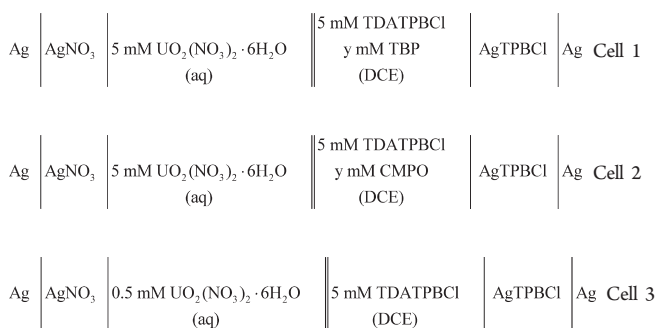 5 mM TDATPBCl
Ag | AgNO₃ | 5 mM UO₂(NO₃)₂ · 6H₂O || y mM TBP | AgTPBCl | Ag Cell 1
(aq) (DCE)
5 mM TDATPBCl
Ag | AgNO₃ | 5 mM UO₂(NO₃)₂ · 6H₂O || y mM CMPO | AgTPBCl | Ag Cell 2
(aq) (DCE)
Ag | AgNO₃ | 0.5 mM UO₂(NO₃)₂ · 6H₂O || 5 mM TDATPBCl | AgTPBCl | Ag Cell 3
(aq) (DCE)